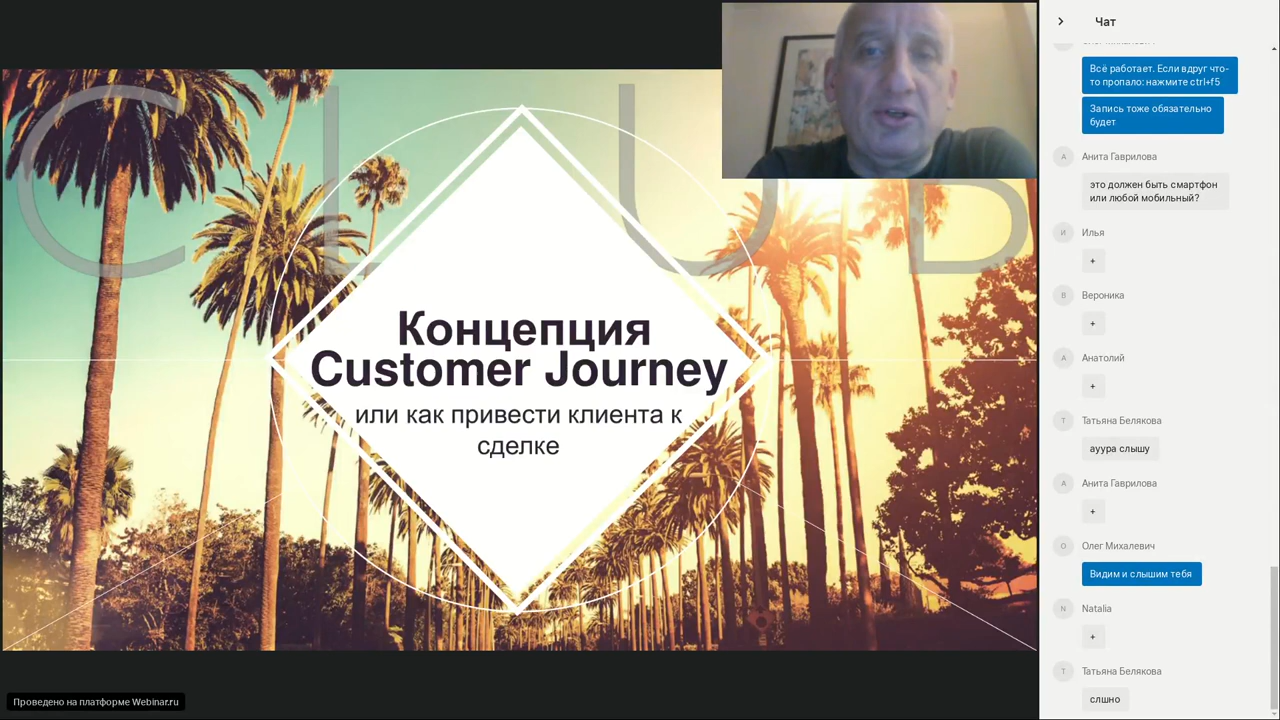 CLUB
Концепция
Customer Journey
или как привести клиента к
сделке
Проведено на платформе Webinar.ru
Чат
Всё работает. Если вдруг что-
то пропало: нажмите ctrl+f5
Запись тоже обязательно
будет
А
Анита Гаврилова
это должен быть смартфон
или любой мобильный?
И
Илья
+
В
Вероника
+
А
Анатолий
+
Т
Татьяна Белякова
ауура слышу
А
Анита Гаврилова
+
О
Олег Михалевич
Видим и слышим тебя
N
Natalia
+
Т
Татьяна Белякова
слшно